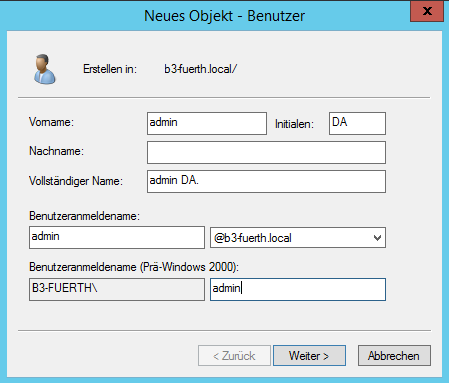 Neues Objekt - Benutzer
x
Erstellen in: b3-fuerth.local/
Vorname: admin Initialen: DA
Nachname:
Vollständiger Name: admin DA.
Benutzeranmeldename:
admin @b3-fuerth.local
Benutzeranmeldename (Prä-Windows 2000):
B3-FUERTH\ admin
< Zurück Weiter > Abbrechen